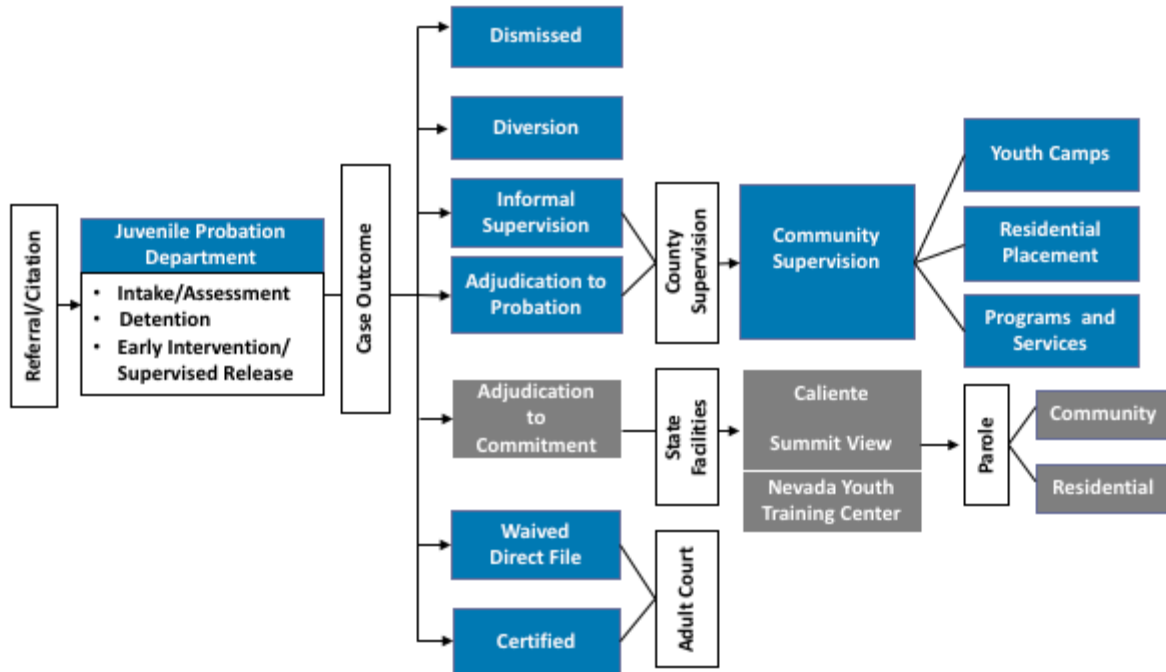 Referral/Citation
Juvenile Probation
Department
• Intake/Assessment
• Detention
• Early Intervention/
Supervised Release
Case Outcome
Dismissed
Diversion
Informal
Supervision
Adjudication to
Probation
County
Supervision
Community
Supervision
Youth Camps
Residential
Placement
Programs and
Services
Adjudication
to
Commitment
State
Facilities
Caliente
Summit View
Nevada Youth
Training Center
Parole
Community
Residential
Waived
Direct File
Certified
Adult Court